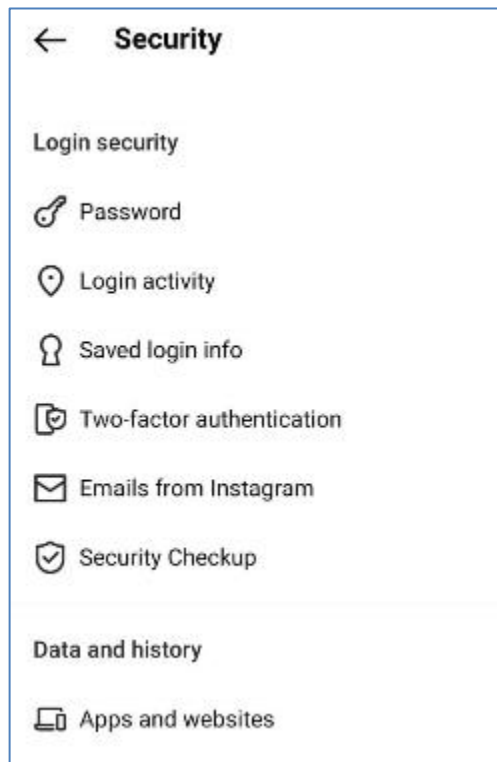 Security
Login security
Password
Login activity
Saved login info
Two-factor authentication
Emails from Instagram
Security Checkup
Data and history
Apps and websites